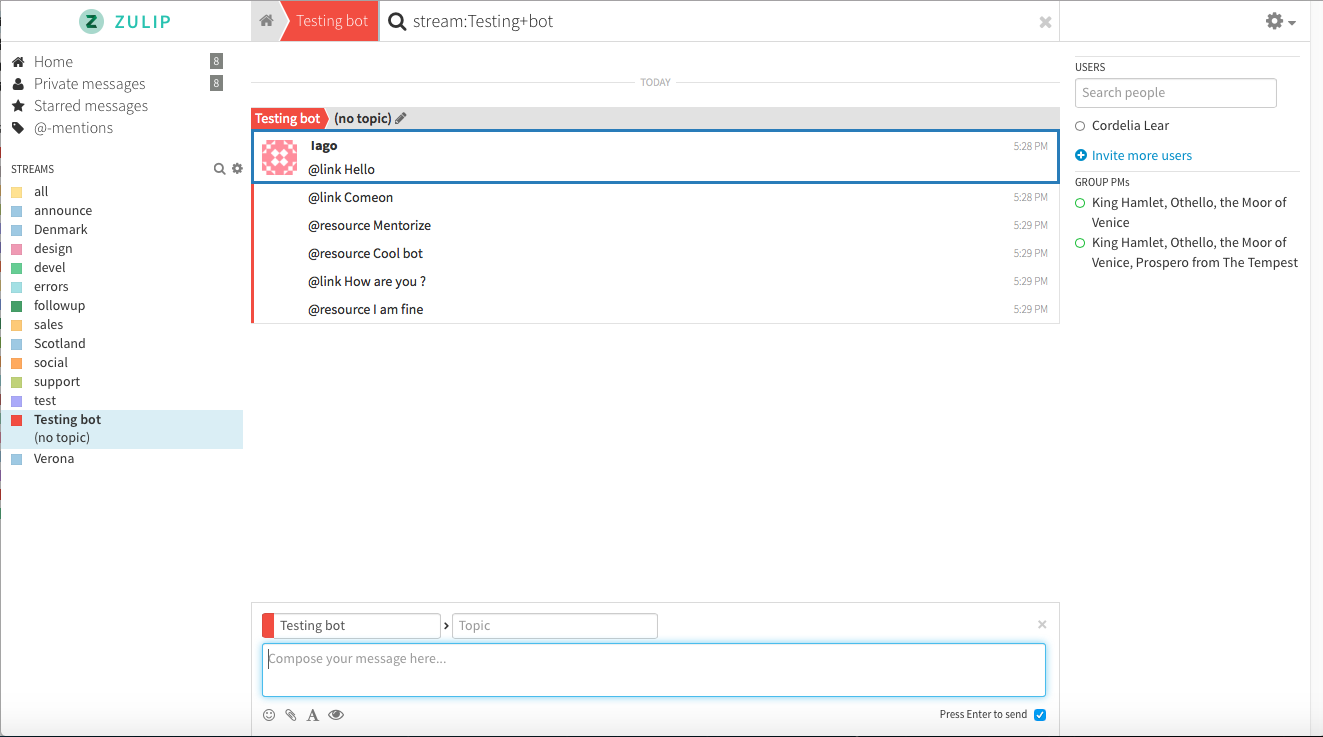 ZULIP
Testing bot
stream:Testing+bot
Home 8
Private messages 8
Starred messages
@-mentions
STREAMS
all
announce
Denmark
design
devel
errors
followup
sales
Scotland
social
support
test
Testing bot
(no topic)
Verona
TODAY
Testing bot (no topic)
Iago 5:28 PM
@link Hello
@link Comeon 5:28 PM
@resource Mentorize 5:29 PM
@resource Cool bot 5:29 PM
@link How are you ? 5:29 PM
@resource I am fine 5:29 PM
Testing bot › Topic
Compose your message here...
Press Enter to send
USERS
Search people
Cordelia Lear
Invite more users
GROUP PMs
King Hamlet, Othello, the Moor of
Venice
King Hamlet, Othello, the Moor of
Venice, Prospero from The Tempest